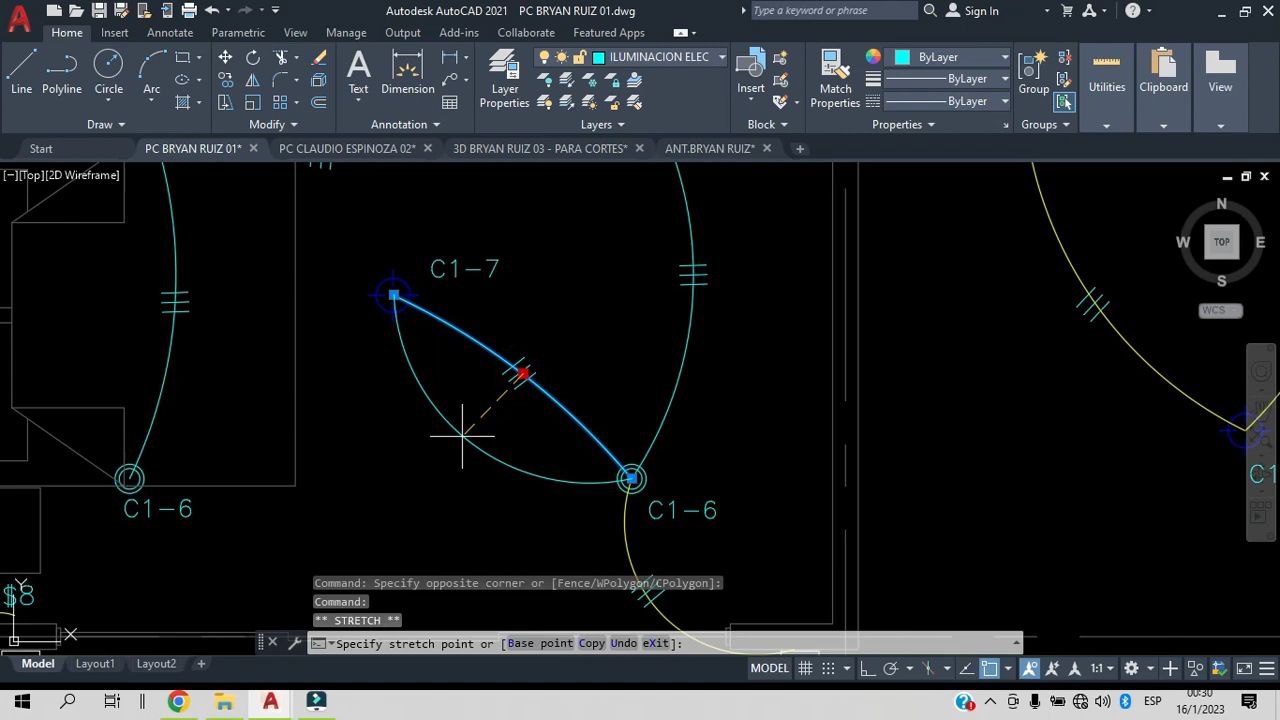 Autodesk AutoCAD 2021 PC BRYAN RUIZ 01.dwg
Type a keyword or phrase
Sign In
Home Insert Annotate Parametric View Manage Output Add-ins Collaborate Featured Apps
Line Polyline Circle Arc
Text Dimension
Layer Properties
ILUMINACION ELEC
Insert
Match Properties
ByLayer
ByLayer
ByLayer
Group
Utilities
Clipboard
View
Draw Modify Annotation Layers Block Properties Groups
Start PC BRYAN RUIZ 01* PC CLAUDIO ESPINOZA 02* 3D BRYAN RUIZ 03 - PARA CORTES* ANT.BRYAN RUIZ*
[−][Top][2D Wireframe]
N
W TOP E
S
WCS
C1-7
C1-6
C1-6
C1
$8
Y
X
Command: Specify opposite corner or [Fence/WPolygon/CPolygon]:
Command:
** STRETCH **
Specify stretch point or [Base point Copy Undo eXit]:
Model Layout1 Layout2 +
MODEL 1:1
ESP
00:30
16/1/2023